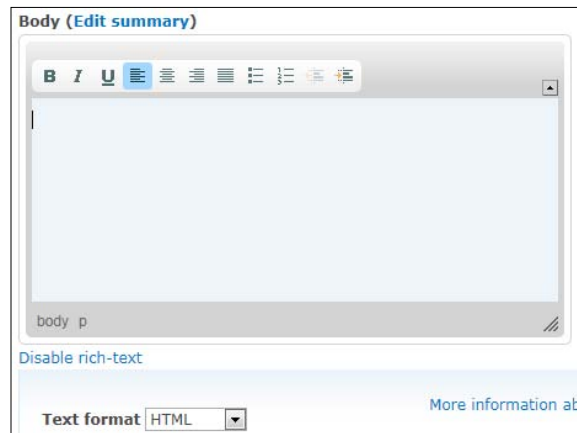 Body (Edit summary)
B I U
body p
Disable rich-text
More information ab
Text format HTML